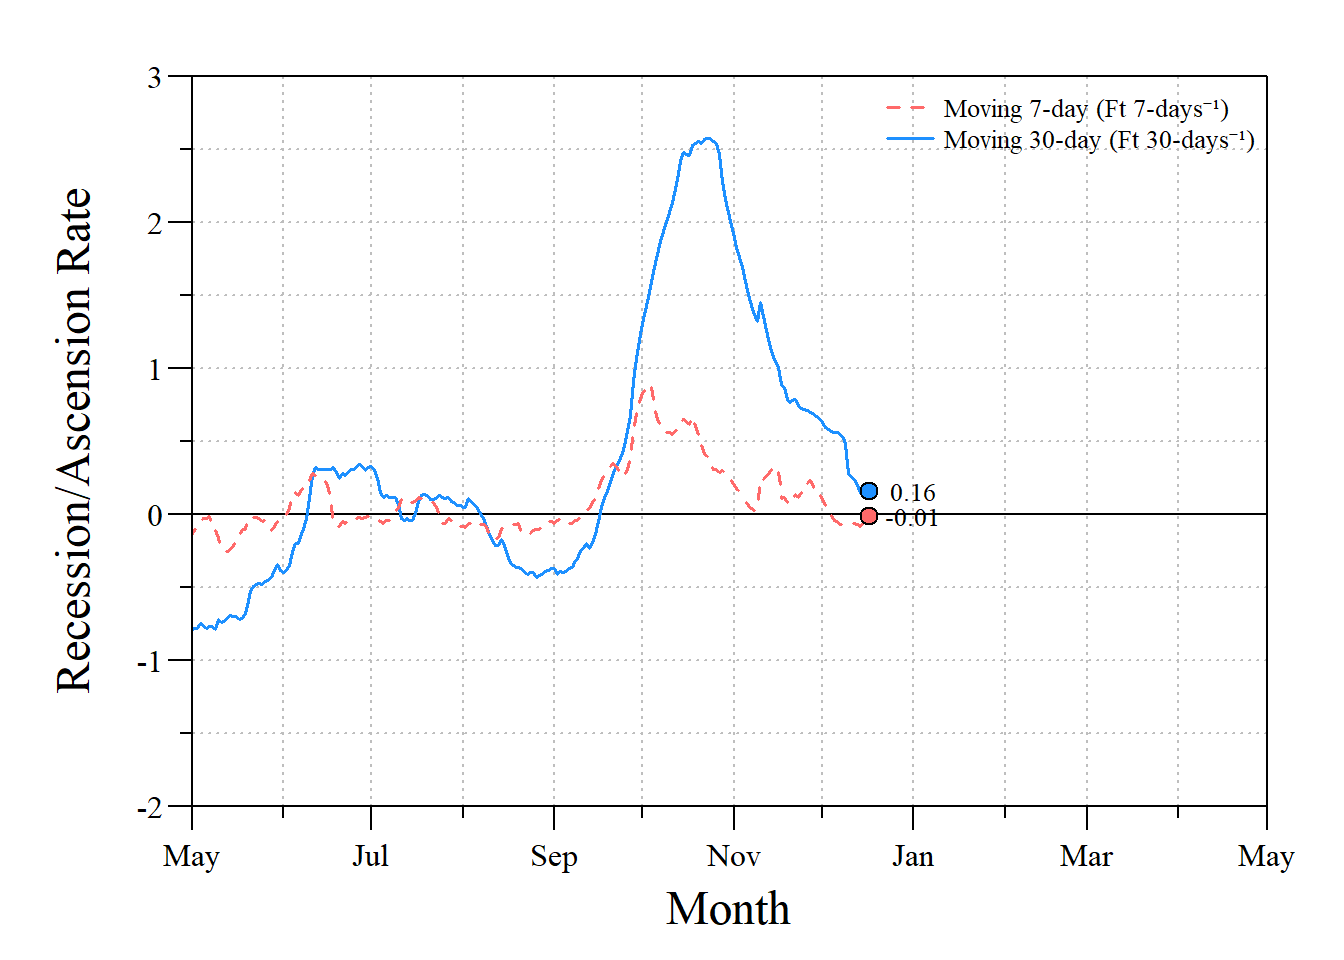 3
2
1
0
-1
-2
Recession/Ascension Rate
Moving 7-day (Ft 7-days⁻¹)
Moving 30-day (Ft 30-days⁻¹)
0.16
-0.01
May Jul Sep Nov Jan Mar May
Month